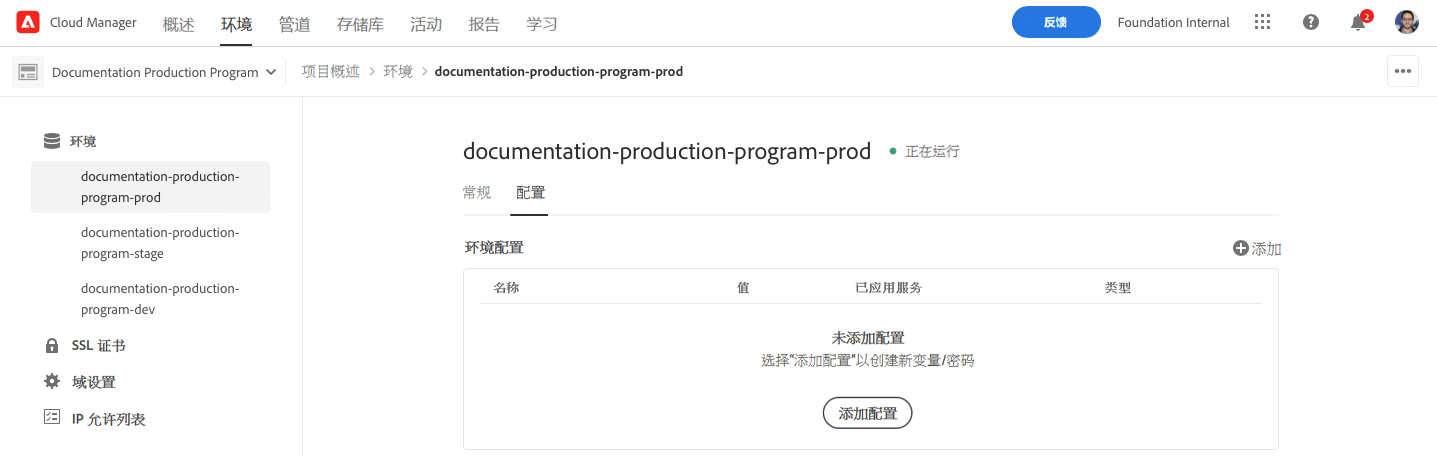 Cloud Manager 概述 环境 管道 存储库 活动 报告 学习 反馈 Foundation Internal 2
Documentation Production Program 项目概述 环境 documentation-production-program-prod
环境
documentation-production-
program-prod
documentation-production-
program-stage
documentation-production-
program-dev
SSL 证书
域设置
IP 允许列表
documentation-production-program-prod 正在运行
常规 配置
环境配置 添加
名称 值 已应用服务 类型
未添加配置
选择“添加配置”以创建新变量/密码
添加配置